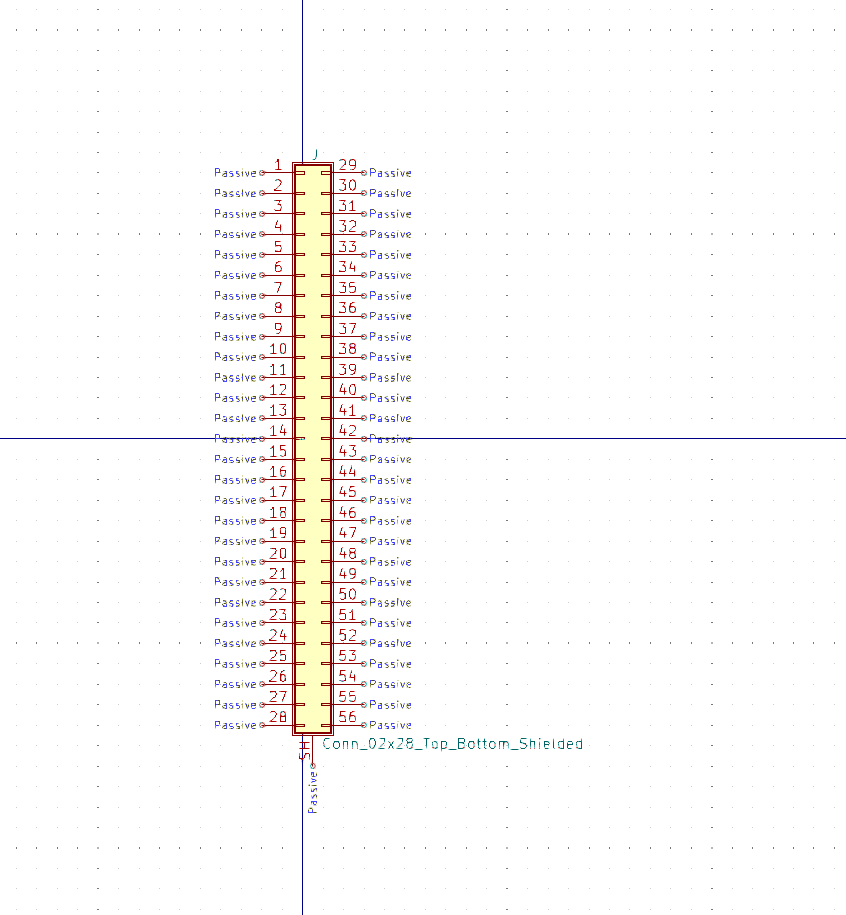 J
Passive 1 29 Passive
Passive 2 30 Passive
Passive 3 31 Passive
Passive 4 32 Passive
Passive 5 33 Passive
Passive 6 34 Passive
Passive 7 35 Passive
Passive 8 36 Passive
Passive 9 37 Passive
Passive 10 38 Passive
Passive 11 39 Passive
Passive 12 40 Passive
Passive 13 41 Passive
Passive 14 42 Passive
Passive 15 43 Passive
Passive 16 44 Passive
Passive 17 45 Passive
Passive 18 46 Passive
Passive 19 47 Passive
Passive 20 48 Passive
Passive 21 49 Passive
Passive 22 50 Passive
Passive 23 51 Passive
Passive 24 52 Passive
Passive 25 53 Passive
Passive 26 54 Passive
Passive 27 55 Passive
Passive 28 56 Passive
Conn_02x28_Top_Bottom_Shielded
SH
Passive